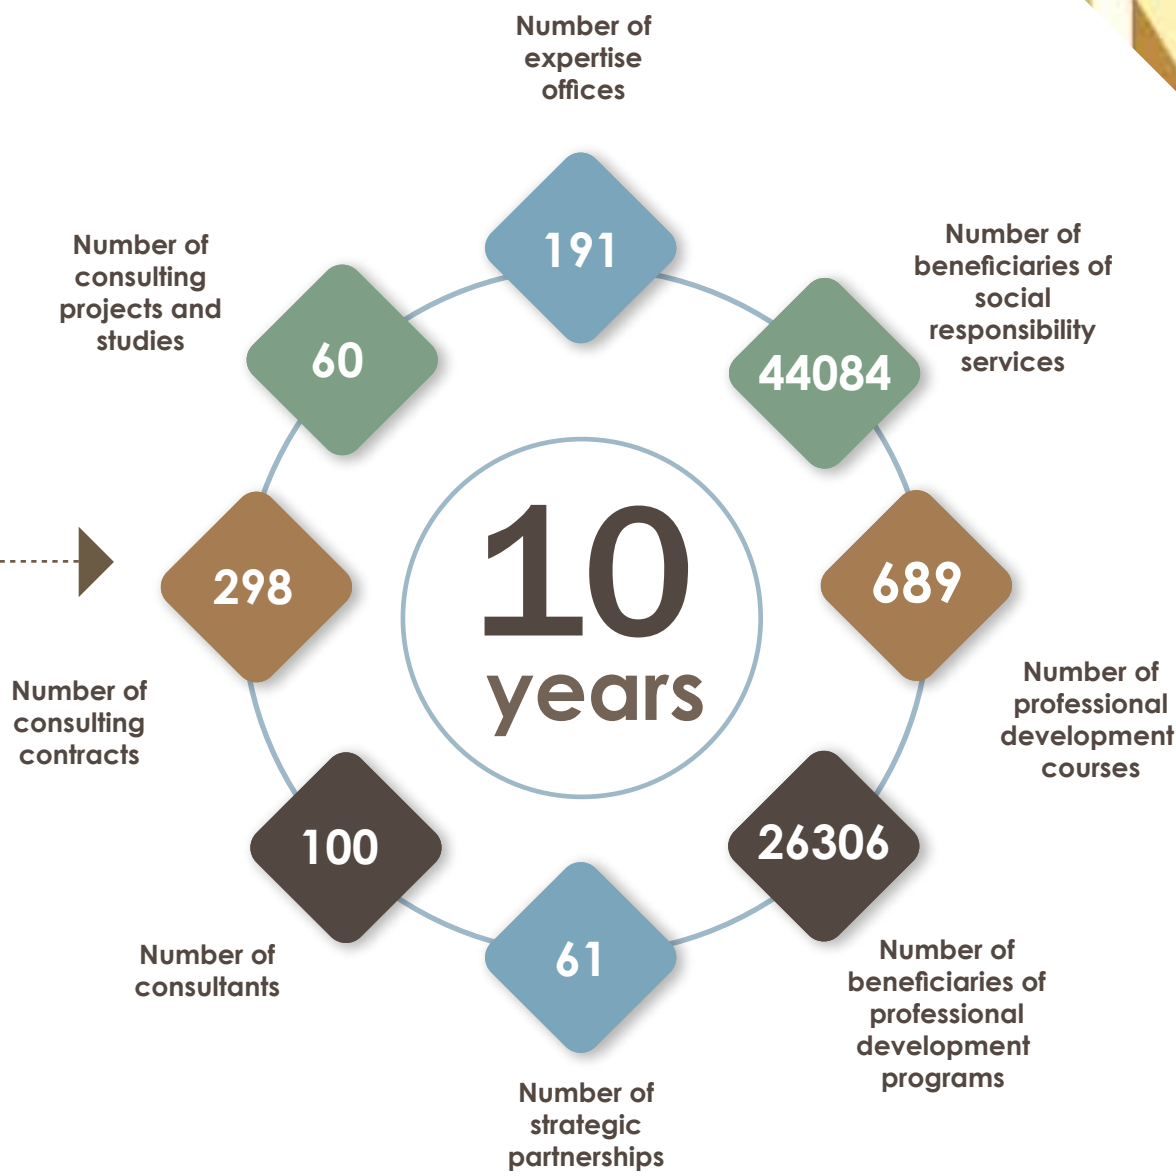 Number of
expertise
offices
191
Number of
beneficiaries of
social
responsibility
services
44084
689
Number of
professional
development
courses
26306
Number of
beneficiaries of
professional
development
programs
61
Number of
strategic
partnerships
100
Number of
consultants
298
Number of
consulting
contracts
Number of
consulting
projects and
studies
60
10
years